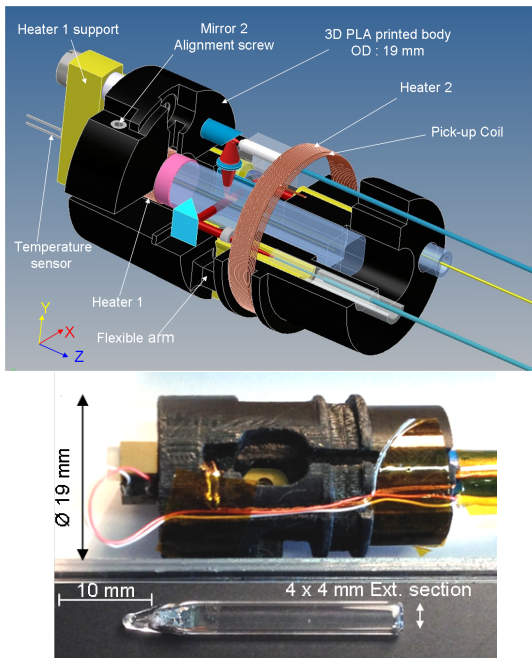 Heater 1 support
Mirror 2
Alignment screw
3D PLA printed body
OD : 19 mm
Heater 2
Pick-up Coil
Temperature
sensor
Heater 1
Flexible arm
Y
X
Z
Ø 19 mm
10 mm
4 x 4 mm Ext. section